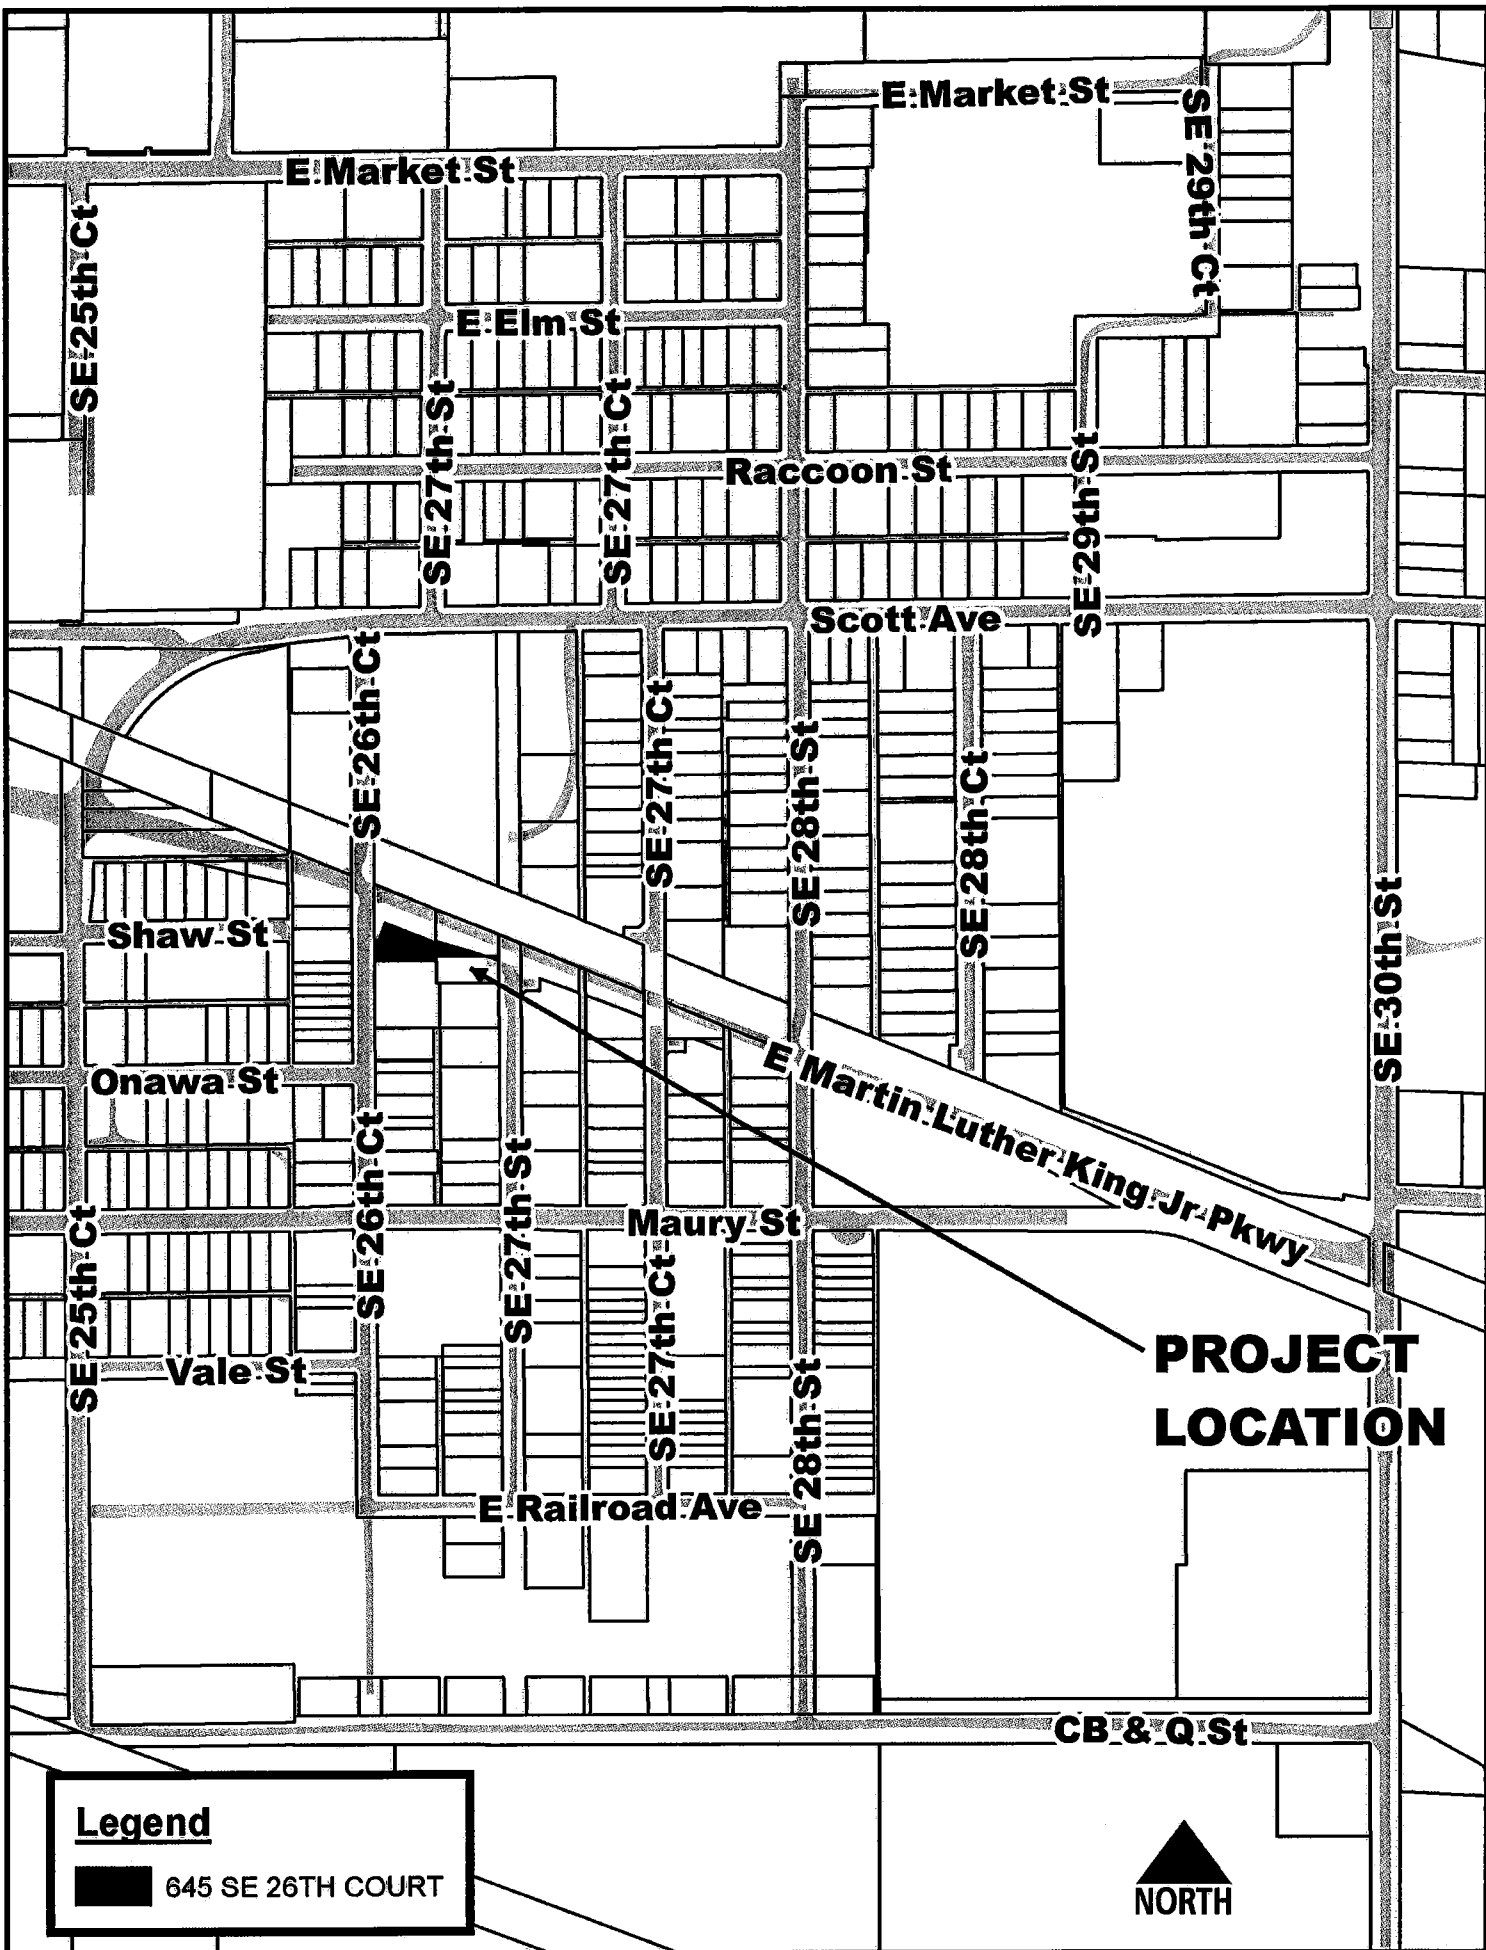 E Market St
SE 29th Ct
E Market St
SE 25th Ct
E Elm St
SE 27th St
SE 27th Ct
Raccoon St
SE 29th St
Scott Ave
SE 26th Ct
SE 27th Ct
SE 28th St
SE 28th Ct
SE 30th St
Shaw St
Onawa St
E Martin Luther King Jr Pkwy
SE 26th Ct
SE 27th St
Maury St
SE 25th Ct
SE 27th Ct
PROJECT
LOCATION
Vale St
SE 28th St
E Railroad Ave
CB & Q St
Legend
645 SE 26TH COURT
NORTH